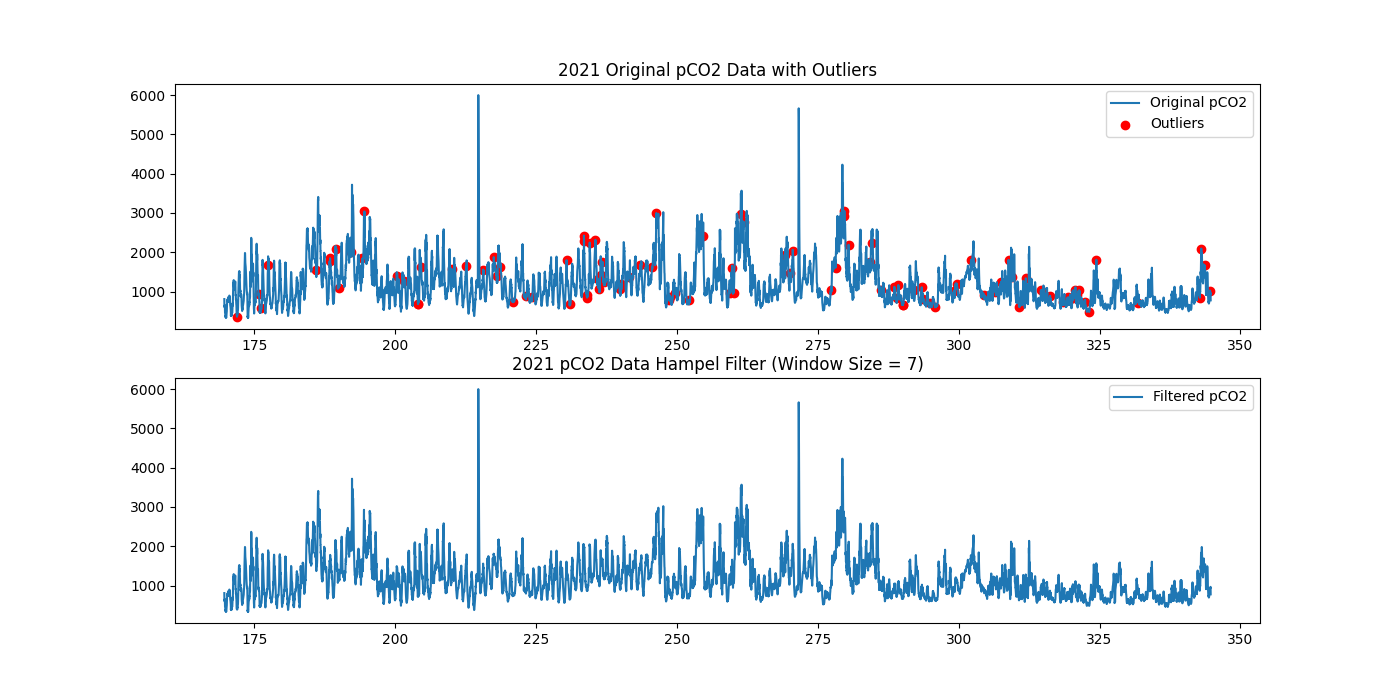 2021 Original pCO2 Data with Outliers
6000
5000
4000
3000
2000
1000
Original pCO2
Outliers
175 200 225 250 275 300 325 350
2021 pCO2 Data Hampel Filter (Window Size = 7)
6000
5000
4000
3000
2000
1000
Filtered pCO2
175 200 225 250 275 300 325 350